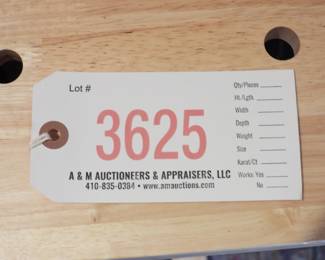 Lot #
3625
A & M AUCTIONEERS & APPRAISERS, LLC
410-835-0384 • www.amauctions.com
Qty/Pieces
Ht./Lgth
Width
Depth
Weight
Size
Karat/Ct
Works: Yes
No